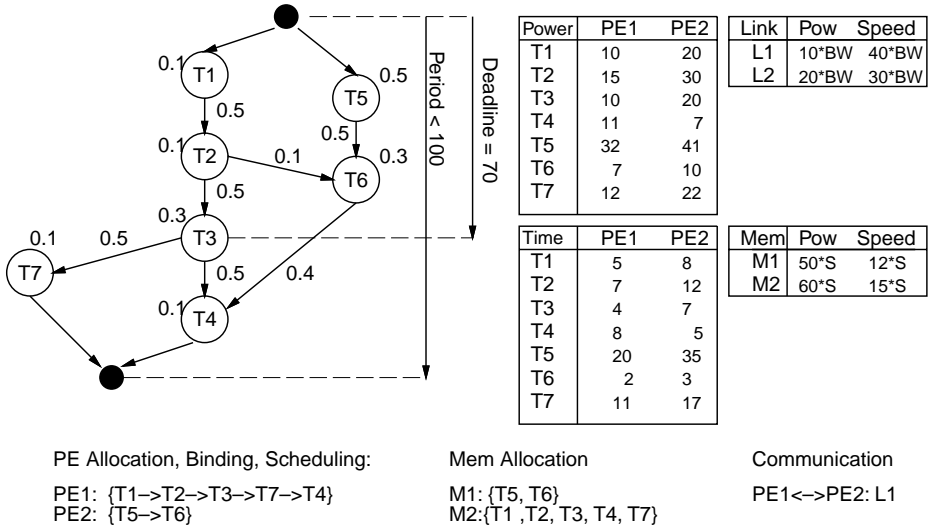 0.1
T1
0.5
T5
0.5
0.5
0.1
T2
0.1
0.3
T6
0.5
0.3
T3
0.1
0.5
T7
0.5
0.4
0.1
T4
Period < 100
Deadline = 70
Power PE1 PE2
T1 10 20
T2 15 30
T3 10 20
T4 11 7
T5 32 41
T6 7 10
T7 12 22
Link Pow Speed
L1 10*BW 40*BW
L2 20*BW 30*BW
Time PE1 PE2
T1 5 8
T2 7 12
T3 4 7
T4 8 5
T5 20 35
T6 2 3
T7 11 17
Mem Pow Speed
M1 50*S 12*S
M2 60*S 15*S
PE Allocation, Binding, Scheduling:
PE1: {T1–>T2–>T3–>T7–>T4}
PE2: {T5–>T6}
Mem Allocation
M1: {T5, T6}
M2:{T1 ,T2, T3, T4, T7}
Communication
PE1<–>PE2: L1